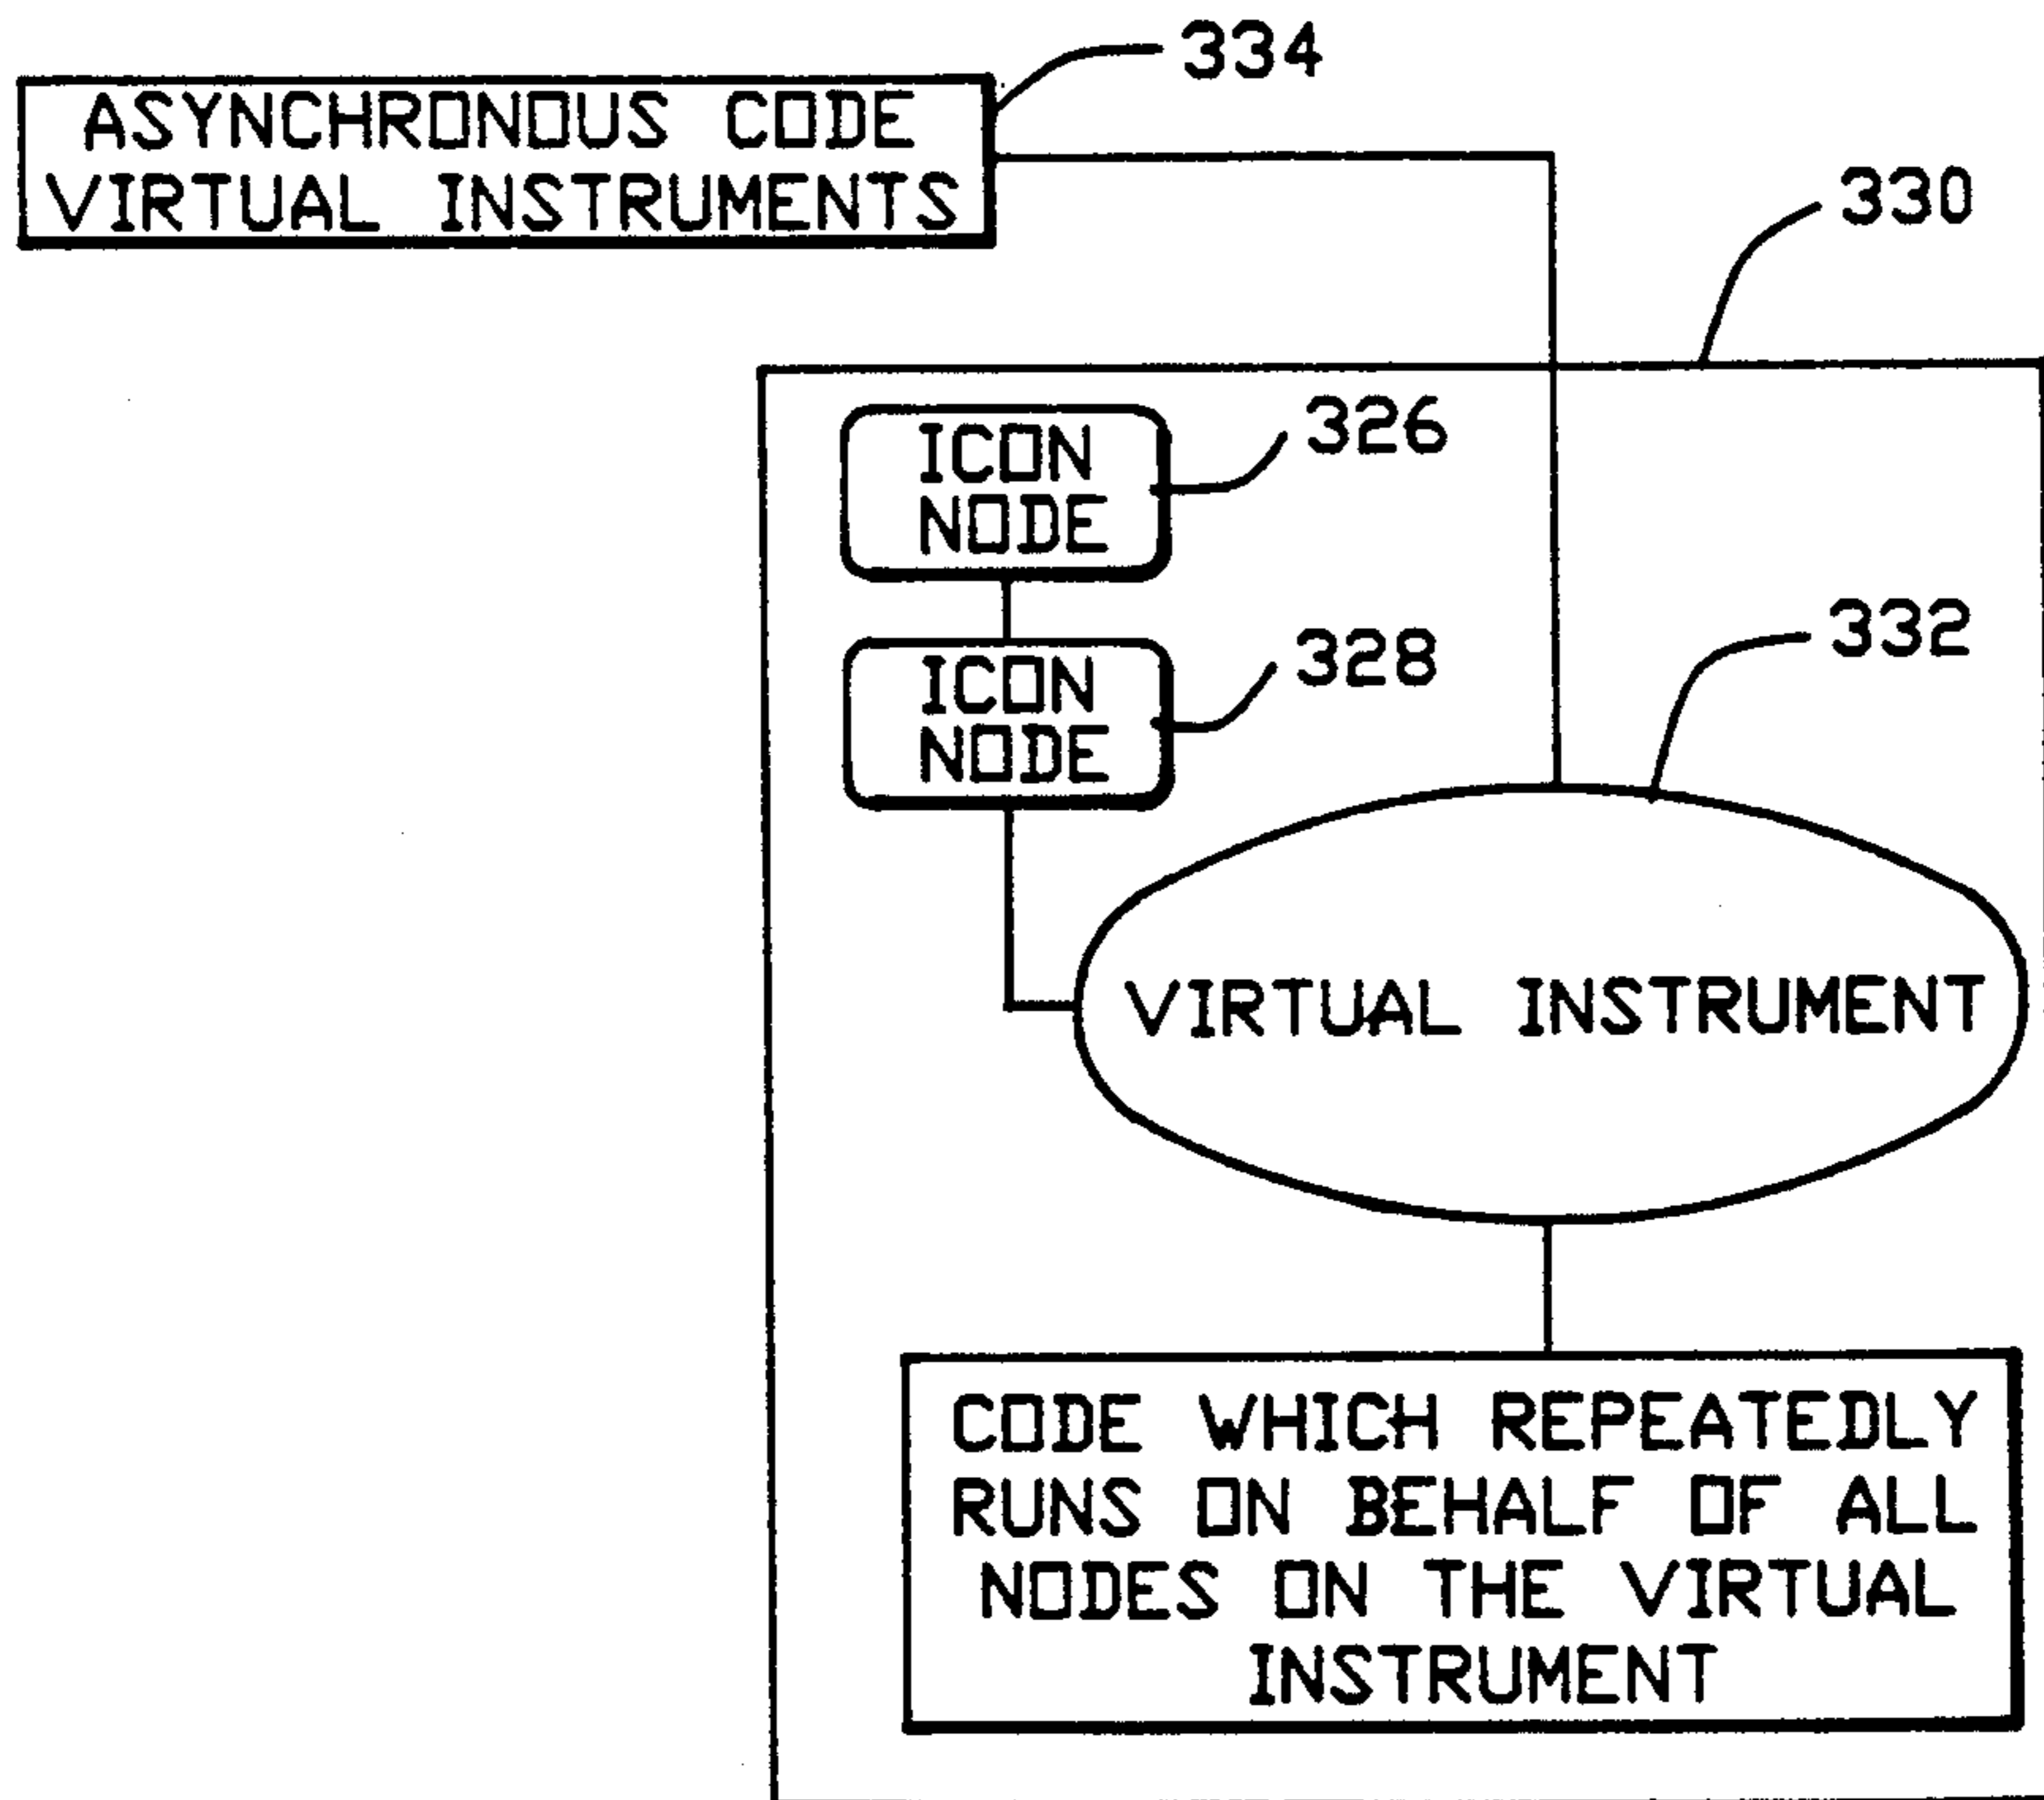 334
ASYNCHRONOUS CODE
VIRTUAL INSTRUMENTS
330
326
ICON
NODE
332
328
ICON
NODE
VIRTUAL INSTRUMENT
CODE WHICH REPEATEDLY
RUNS ON BEHALF OF ALL
NODES ON THE VIRTUAL
INSTRUMENT